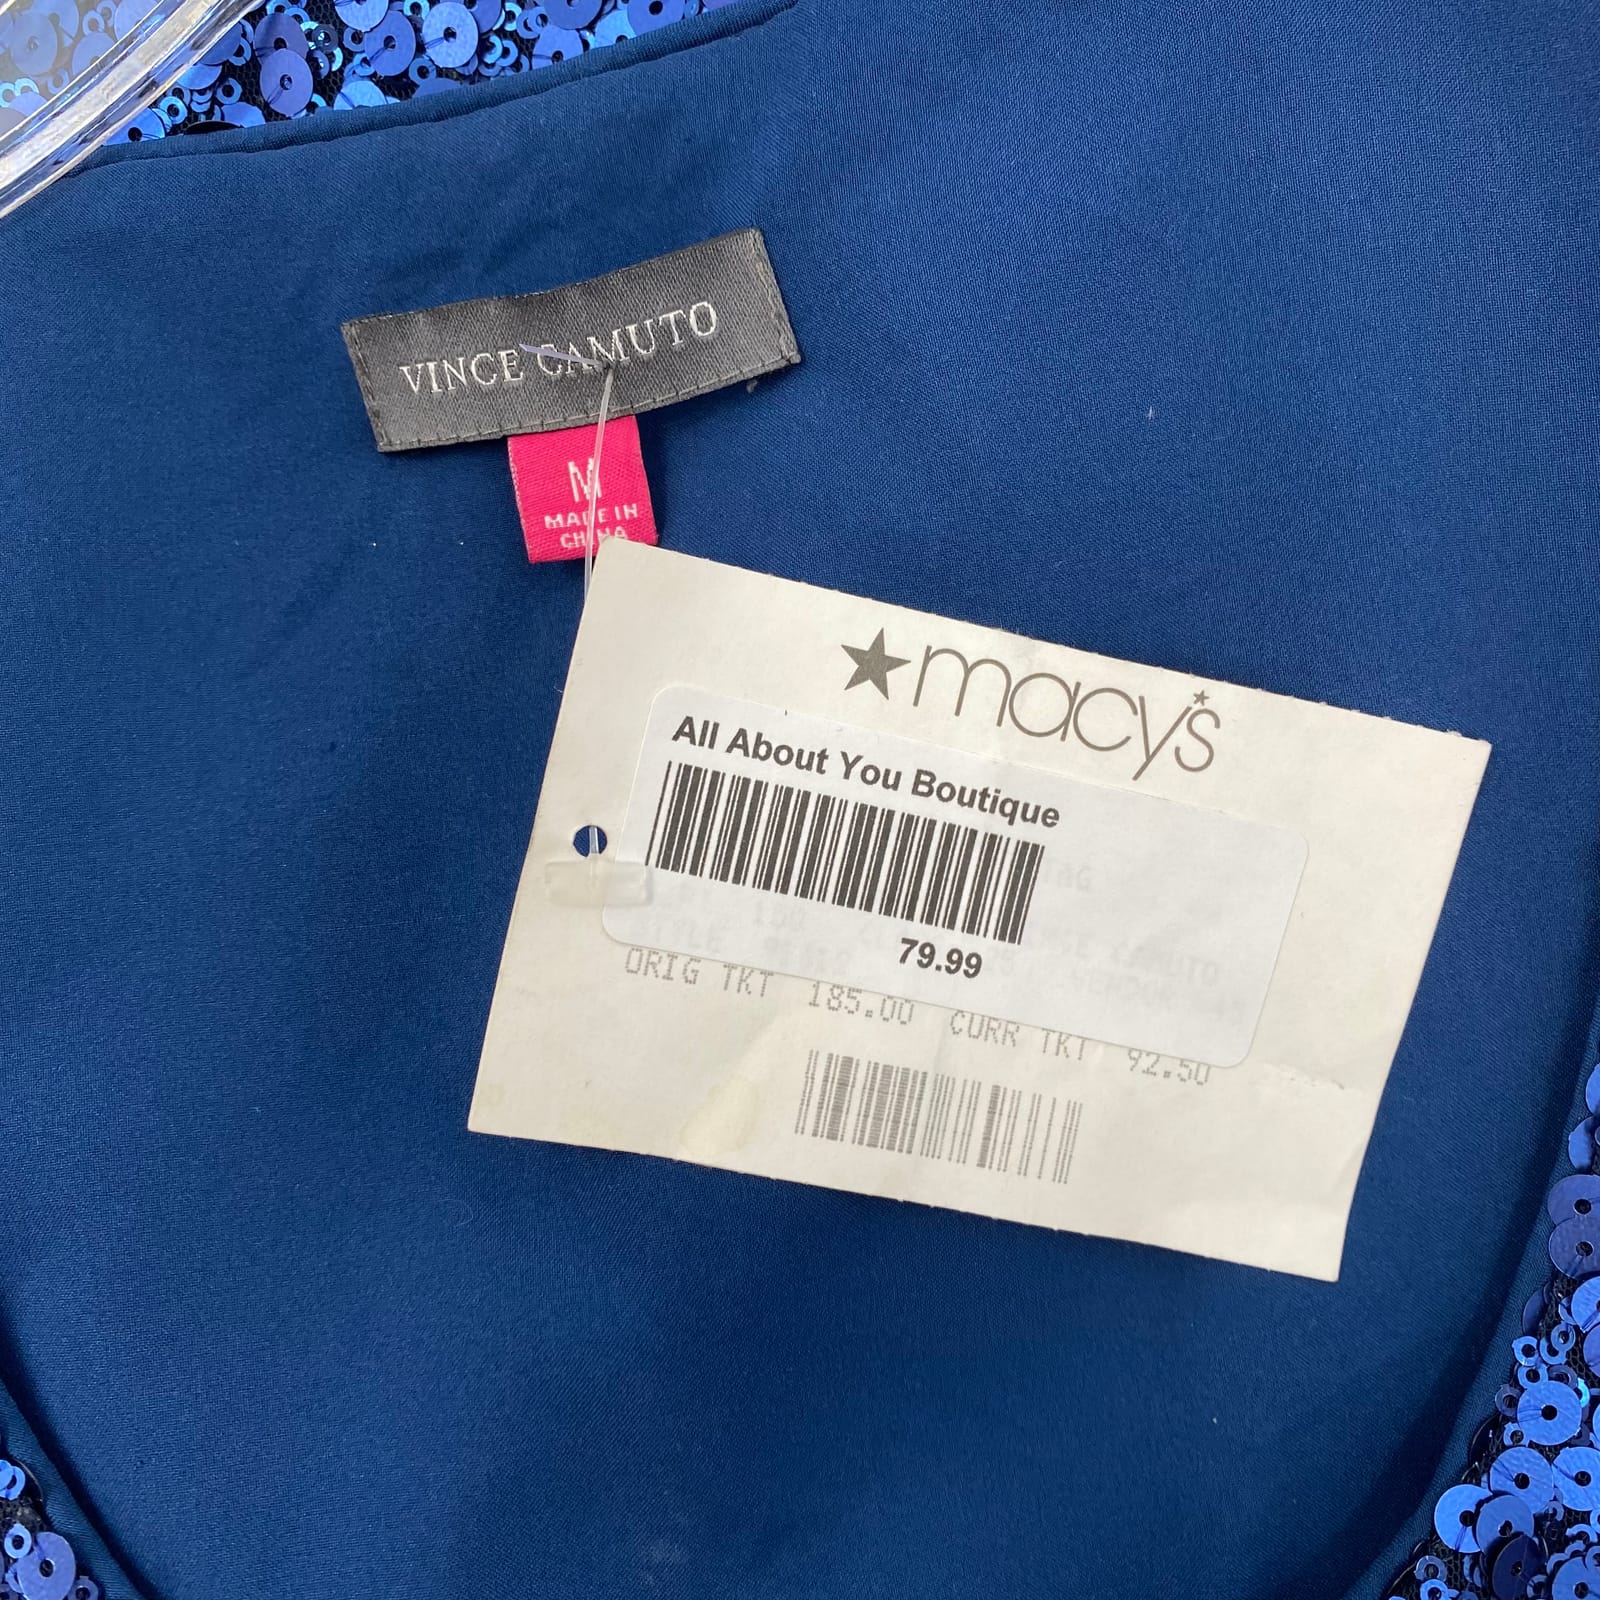 VINCE CAMUTO
M
MADE IN
CHINA
macy's
All About You Boutique
79.99
ORIG TKT 185.00 CURR TKT 92.50